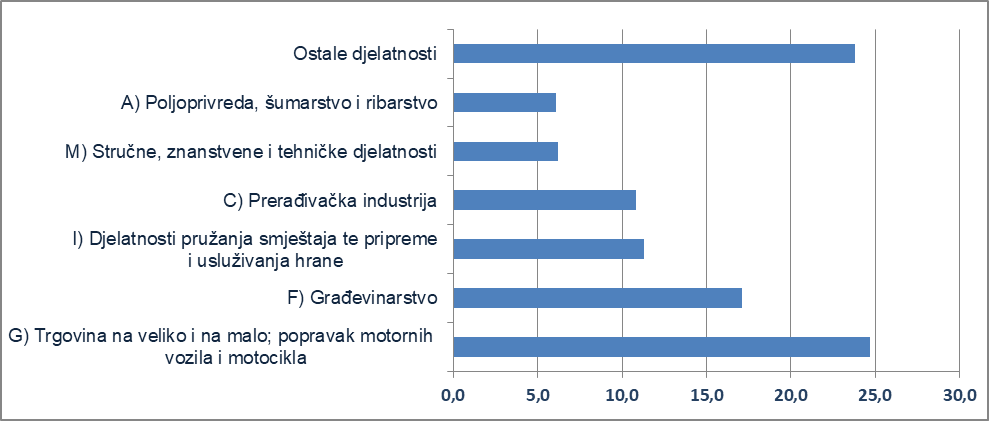 Ostale djelatnosti
A) Poljoprivreda, šumarstvo i ribarstvo
M) Stručne, znanstvene i tehničke djelatnosti
C) Prerađivačka industrija
I) Djelatnosti pružanja smještaja te pripreme
i usluživanja hrane
F) Građevinarstvo
G) Trgovina na veliko i na malo; popravak motornih
vozila i motocikla
0,0 5,0 10,0 15,0 20,0 25,0 30,0